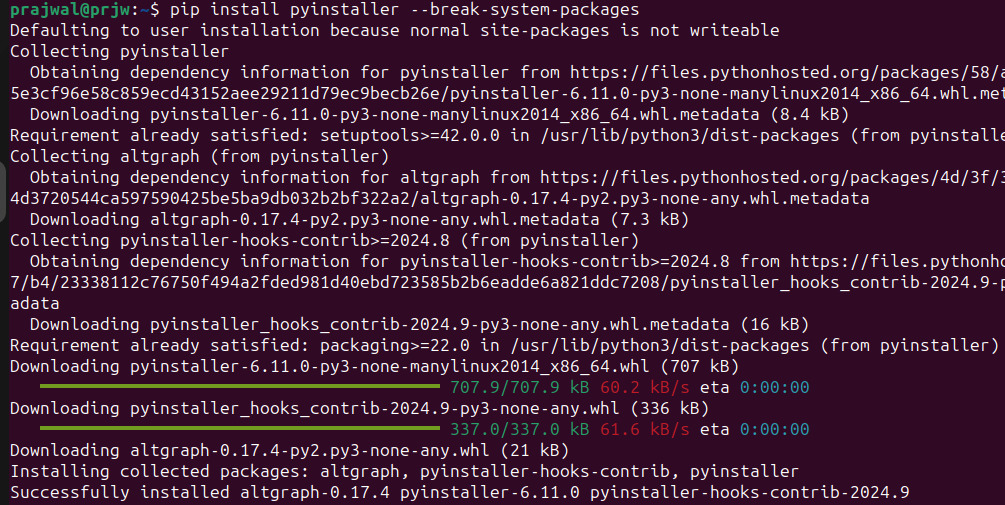 prajwal@prjw:~$ pip install pyinstaller --break-system-packages
Defaulting to user installation because normal site-packages is not writeable
Collecting pyinstaller
  Obtaining dependency information for pyinstaller from https://files.pythonhosted.org/packages/58/
5e3cf96e58c859ecd43152aee29211d79ec9becb26e/pyinstaller-6.11.0-py3-none-manylinux2014_x86_64.whl.met
  Downloading pyinstaller-6.11.0-py3-none-manylinux2014_x86_64.whl.metadata (8.4 kB)
Requirement already satisfied: setuptools>=42.0.0 in /usr/lib/python3/dist-packages (from pyinstalle
Collecting altgraph (from pyinstaller)
  Obtaining dependency information for altgraph from https://files.pythonhosted.org/packages/4d/3f/3
4d3720544ca597590425be5ba9db032b2bf322a2/altgraph-0.17.4-py2.py3-none-any.whl.metadata
  Downloading altgraph-0.17.4-py2.py3-none-any.whl.metadata (7.3 kB)
Collecting pyinstaller-hooks-contrib>=2024.8 (from pyinstaller)
  Obtaining dependency information for pyinstaller-hooks-contrib>=2024.8 from https://files.pythonho
7/b4/23338112c76750f494a2fded981d40ebd723585b2b6eadde6a821ddc7208/pyinstaller_hooks_contrib-2024.9-p
adata
  Downloading pyinstaller_hooks_contrib-2024.9-py3-none-any.whl.metadata (16 kB)
Requirement already satisfied: packaging>=22.0 in /usr/lib/python3/dist-packages (from pyinstaller)
Downloading pyinstaller-6.11.0-py3-none-manylinux2014_x86_64.whl (707 kB)
707.9/707.9 kB 60.2 kB/s eta 0:00:00
Downloading pyinstaller_hooks_contrib-2024.9-py3-none-any.whl (336 kB)
337.0/337.0 kB 61.6 kB/s eta 0:00:00
Downloading altgraph-0.17.4-py2.py3-none-any.whl (21 kB)
Installing collected packages: altgraph, pyinstaller-hooks-contrib, pyinstaller
Successfully installed altgraph-0.17.4 pyinstaller-6.11.0 pyinstaller-hooks-contrib-2024.9